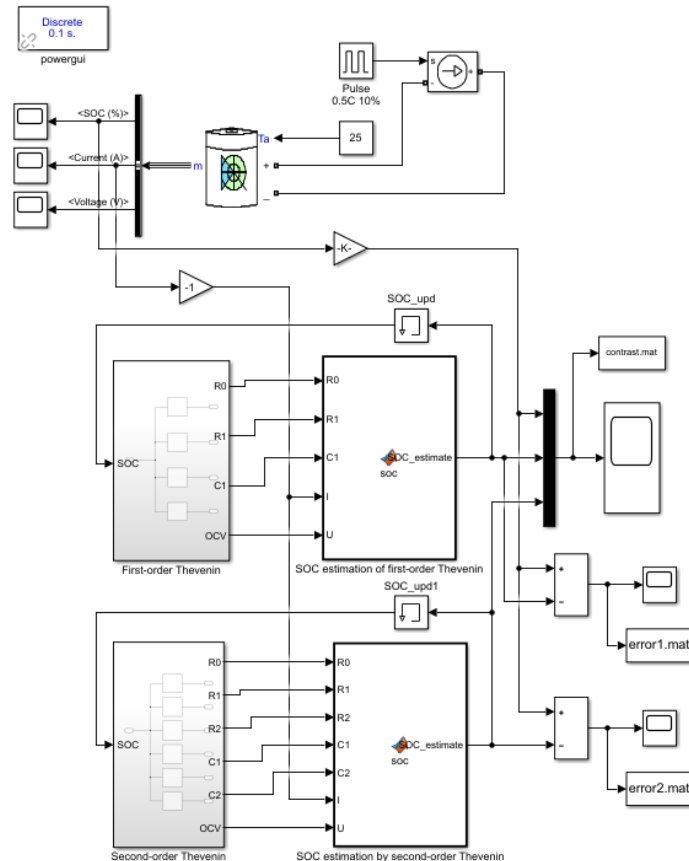 Discrete
0.1 s.
powergui
Pulse
0.5C 10%
s
-
+
<SOC (%)>
<Current (A)>
<Voltage (V)>
m
Ta
+
_
25
-K-
-1
SOC_upd
contrast.mat
SOC
R0
R1
C1
OCV
First-order Thevenin
R0
R1
C1
I
U
SOC_estimate
soc
SOC estimation of first-order Thevenin
+
-
error1.mat
SOC_upd1
SOC
R0
R1
R2
C1
C2
OCV
Second-order Thevenin
R0
R1
R2
C1
C2
I
U
SOC_estimate
soc
SOC estimation by second-order Thevenin
+
-
error2.mat